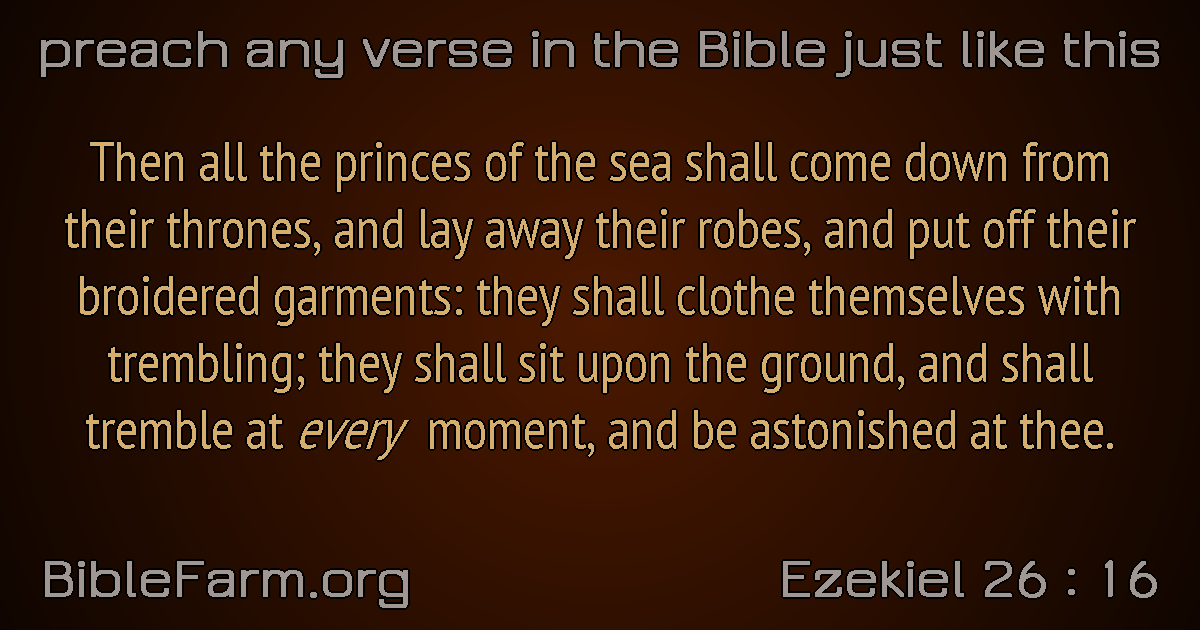 preach any verse in the Bible just like this
Then all the princes of the sea shall come down from
their thrones, and lay away their robes, and put off their
broidered garments: they shall clothe themselves with
trembling; they shall sit upon the ground, and shall
tremble at every moment, and be astonished at thee.
BibleFarm.org
Ezekiel 26 : 16